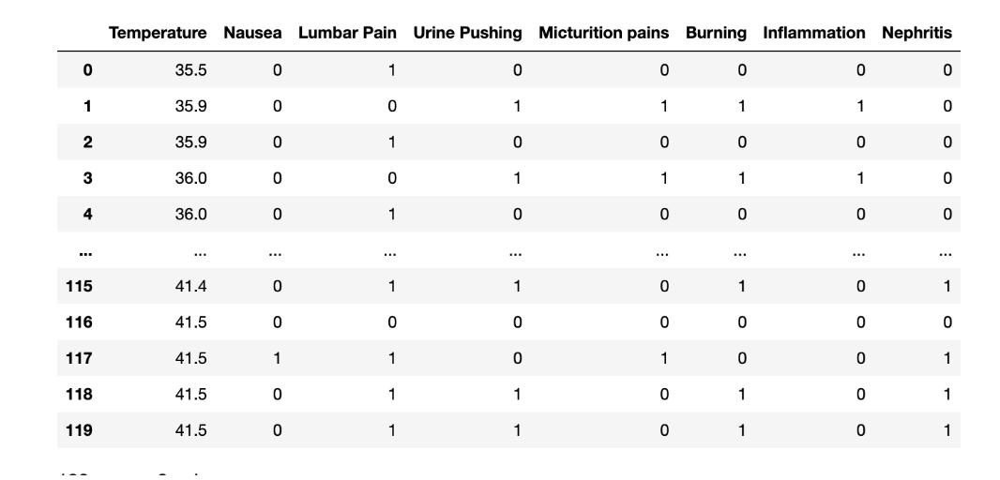 Temperature Nausea Lumbar Pain Urine Pushing Micturition pains Burning Inflammation Nephritis
0 35.5 0 1 0 0 0 0 0
1 35.9 0 0 1 1 1 1 0
2 35.9 0 1 0 0 0 0 0
3 36.0 0 0 1 1 1 1 0
4 36.0 0 1 0 0 0 0 0
... ... ... ... ... ... ... ... ...
115 41.4 0 1 1 0 1 0 1
116 41.5 0 0 0 0 0 0 0
117 41.5 1 1 0 1 0 0 1
118 41.5 0 1 1 0 1 0 1
119 41.5 0 1 1 0 1 0 1